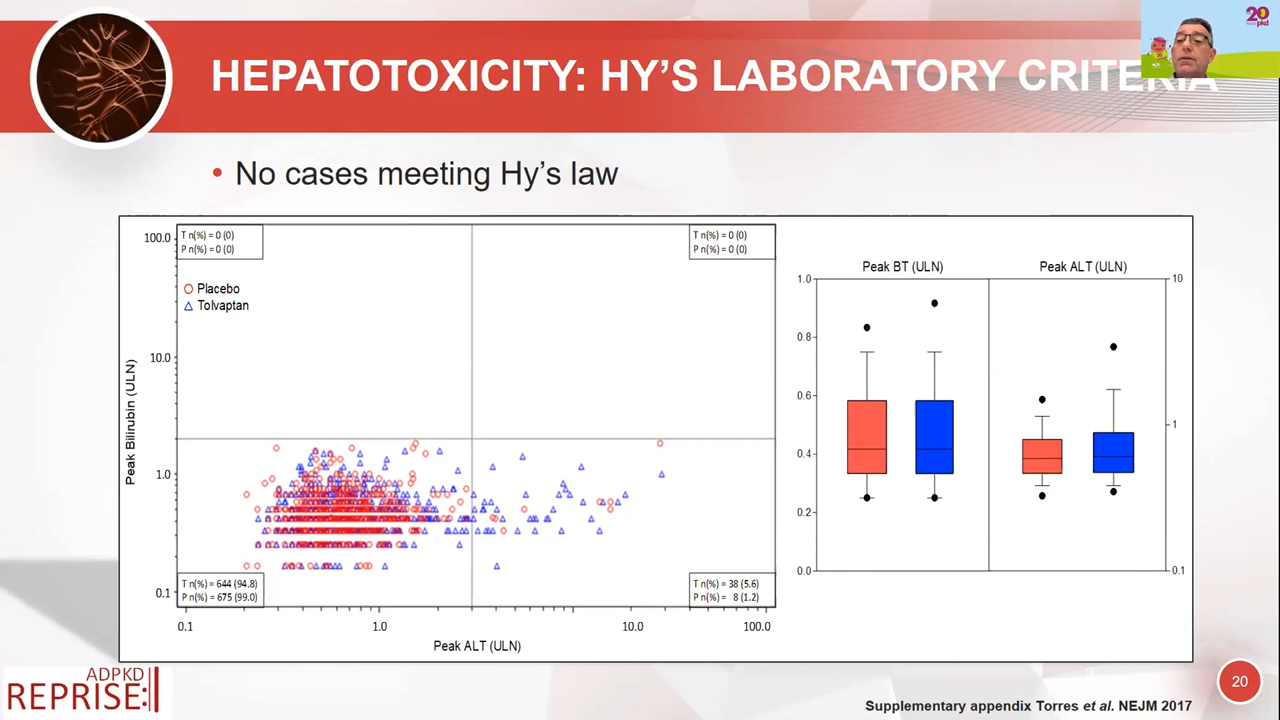 HEPATOTOXICITY: HY'S LABORATORY CRITERIA
20
pkd
• No cases meeting Hy's law
T n(%) = 0 (0)
P n(%) = 0 (0)
T n(%) = 0 (0)
P n(%) = 0 (0)
Placebo
Tolvaptan
100.0
10.0
1.0
0.1
Peak Bilirubin (ULN)
T n(%) = 644 (94.8)
P n(%) = 675 (99.0)
T n(%) = 38 (5.6)
P n(%) = 8 (1.2)
0.1
1.0
10.0
100.0
Peak ALT (ULN)
Peak BT (ULN)
Peak ALT (ULN)
1.0
0.8
0.6
0.4
0.2
0.0
10
1
0.1
ADPKD
REPRISE:
20
Supplementary appendix Torres et al. NEJM 2017